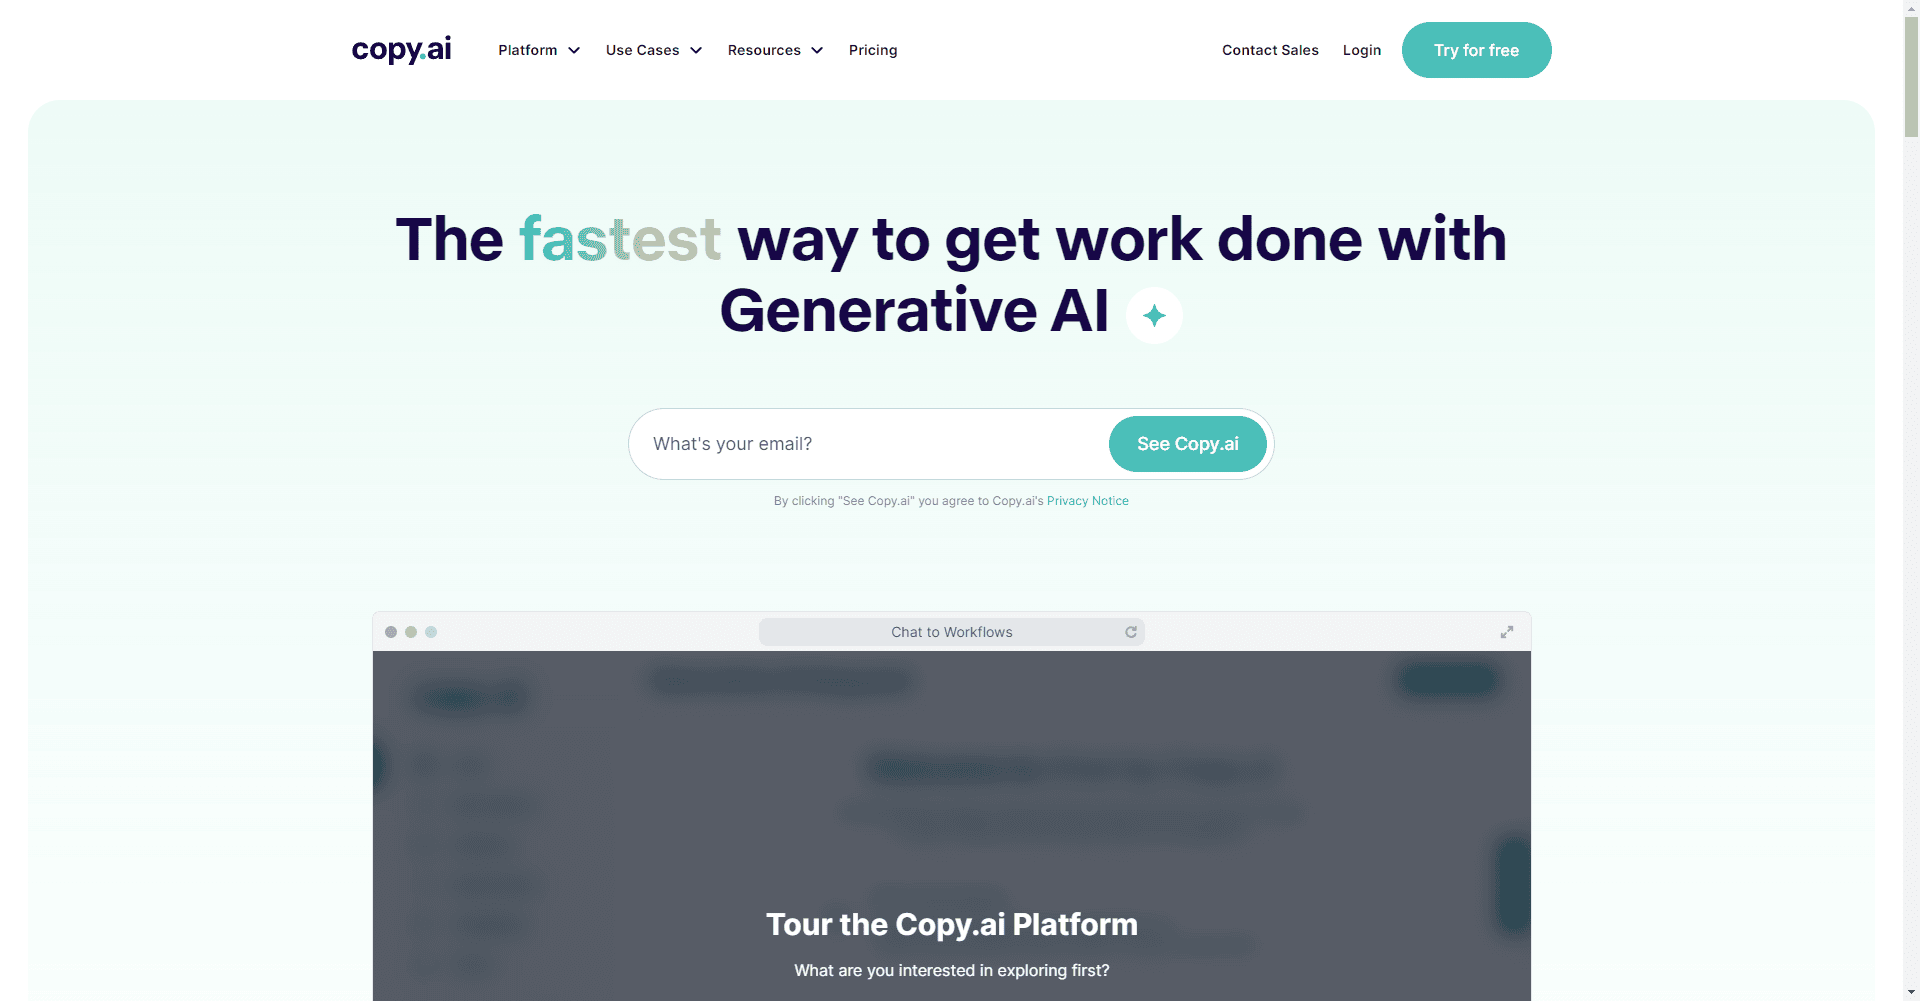 copy.ai
Platform
Use Cases
Resources
Pricing
Contact Sales
Login
Try for free
The fastest way to get work done with
Generative AI
What's your email?
See Copy.ai
By clicking "See Copy.ai" you agree to Copy.ai's Privacy Notice
Chat to Workflows
Tour the Copy.ai Platform
What are you interested in exploring first?